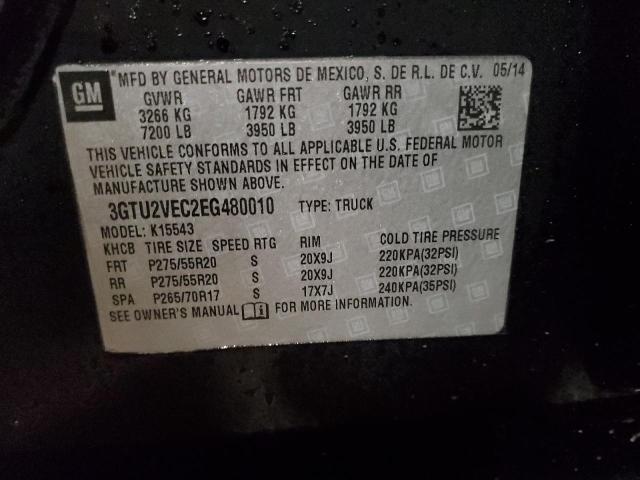 GM
*MFD BY GENERAL MOTORS DE MEXICO, S. DE R.L. DE C.V. 05/14
GVWR GAWR FRT GAWR RR
3266 KG 1792 KG 1792 KG
7200 LB 3950 LB 3950 LB
THIS VEHICLE CONFORMS TO ALL APPLICABLE U.S. FEDERAL MOTOR
VEHICLE SAFETY STANDARDS IN EFFECT ON THE DATE OF
MANUFACTURE SHOWN ABOVE.
3GTU2VEC2EG480010 TYPE: TRUCK
MODEL: K15543
KHCB TIRE SIZE SPEED RTG RIM COLD TIRE PRESSURE
FRT P275/55R20 S 20X9J 220KPA(32PSI)
RR P275/55R20 S 20X9J 220KPA(32PSI)
SPA P265/70R17 S 17X7J 240KPA(35PSI)
SEE OWNER'S MANUAL FOR MORE INFORMATION.